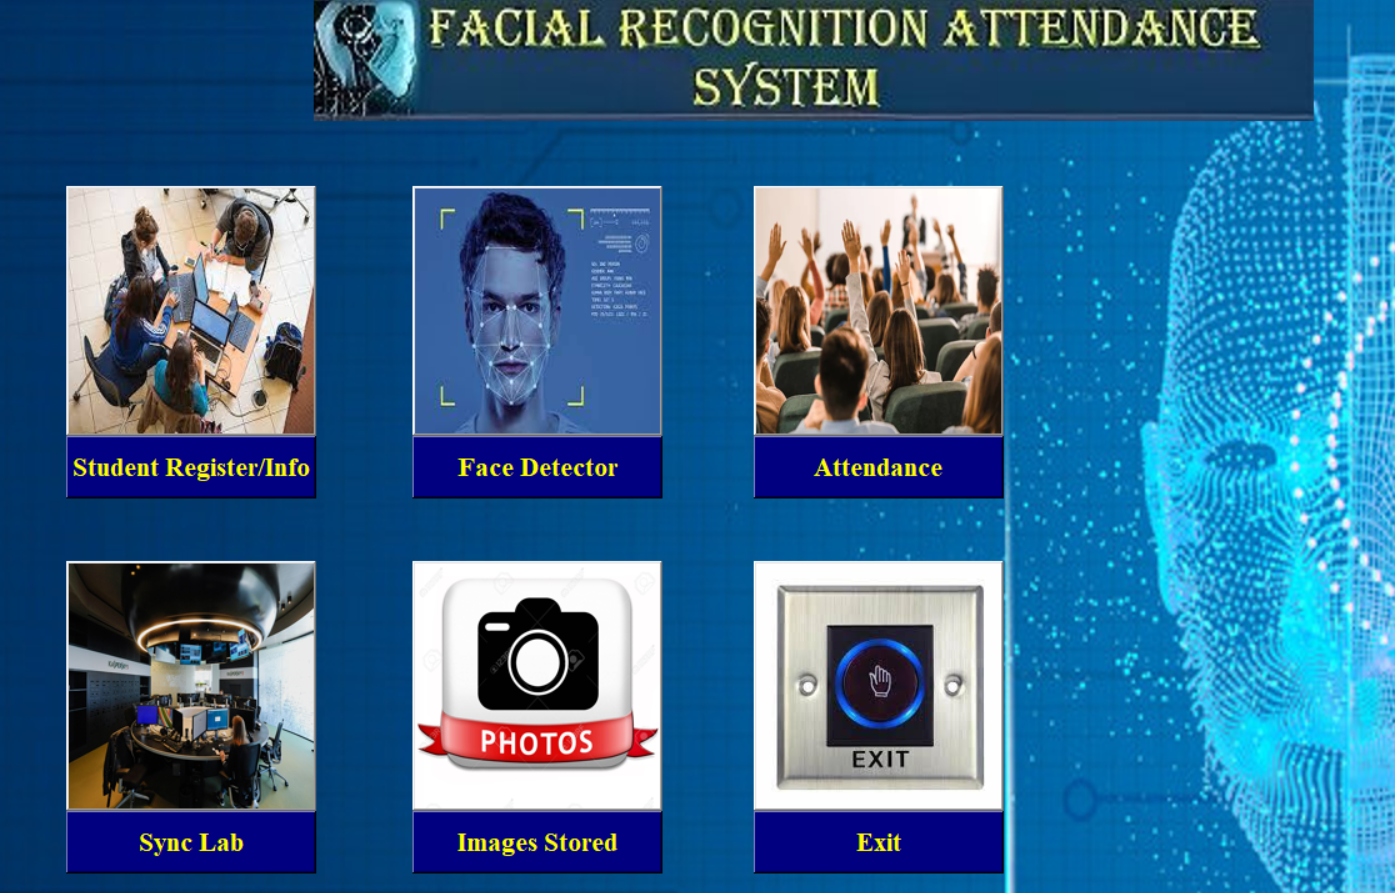 FACIAL RECOGNITION ATTENDANCE
SYSTEM
Student Register/Info
Face Detector
Attendance
PHOTOS
EXIT
Sync Lab
Images Stored
Exit